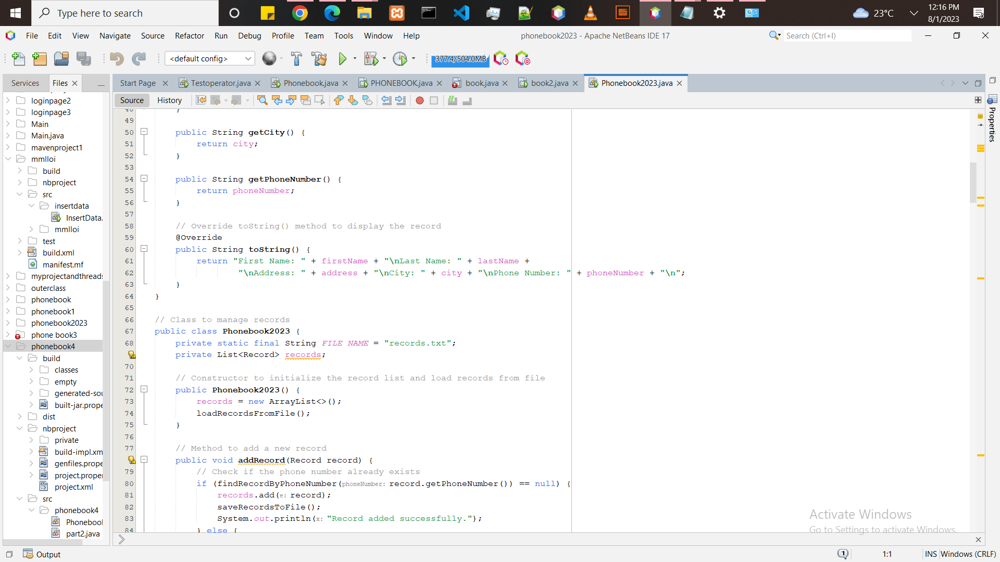 Type here to search
23°C
12:16 PM
8/1/2023
File Edit View Navigate Source Refactor Run Debug Profile Team Tools Window Help
phonebook2023 - Apache NetBeans IDE 17
Search (Ctrl+I)
<default config>
377.4/504.0MB
Services Files
Start Page Testoperator.java Phonebook.java PHONEBOOK.java book.java book2.java Phonebook2023.java
Source History
Properties
loginpage2
loginpage3
Main
Main.java
mavenproject1
mmlloi
build
nbproject
src
insertdata
InsertData.
mmlloi
test
build.xml
manifest.mf
myprojectandthreads
outerclass
phonebook
phonebook1
phonebook2023
phone book3
phonebook4
build
classes
empty
generated-sou
built-jar.prope
dist
nbproject
private
build-impl.xm
genfiles.prope
project.proper
project.xml
src
phonebook4
Phonebool
part2.java
48 }
49
50 public String getCity() {
51 return city;
52 }
53
54 public String getPhoneNumber() {
55 return phoneNumber;
56 }
57
58 // Override toString() method to display the record
59 @Override
60 public String toString() {
61 return "First Name: " + firstName + "\nLast Name: " + lastName +
62 "\nAddress: " + address + "\nCity: " + city + "\nPhone Number: " + phoneNumber + "\n";
63 }
64 }
65
66 // Class to manage records
67 public class Phonebook2023 {
68 private static final String FILE_NAME = "records.txt";
private List<Record> records;
70
71 // Constructor to initialize the record list and load records from file
72 public Phonebook2023() {
73 records = new ArrayList<>();
74 loadRecordsFromFile();
75 }
76
77 // Method to add a new record
public void addRecord(Record record) {
79 // Check if the phone number already exists
80 if (findRecordByPhoneNumber(phoneNumber: record.getPhoneNumber()) == null) {
81 records.add(e: record);
82 saveRecordsToFile();
83 System.out.println(x: "Record added successfully.");
84 } else {
Activate Windows
Go to Settings to activate Windows.
Output
1
1:1
INS
Windows (CRLF)